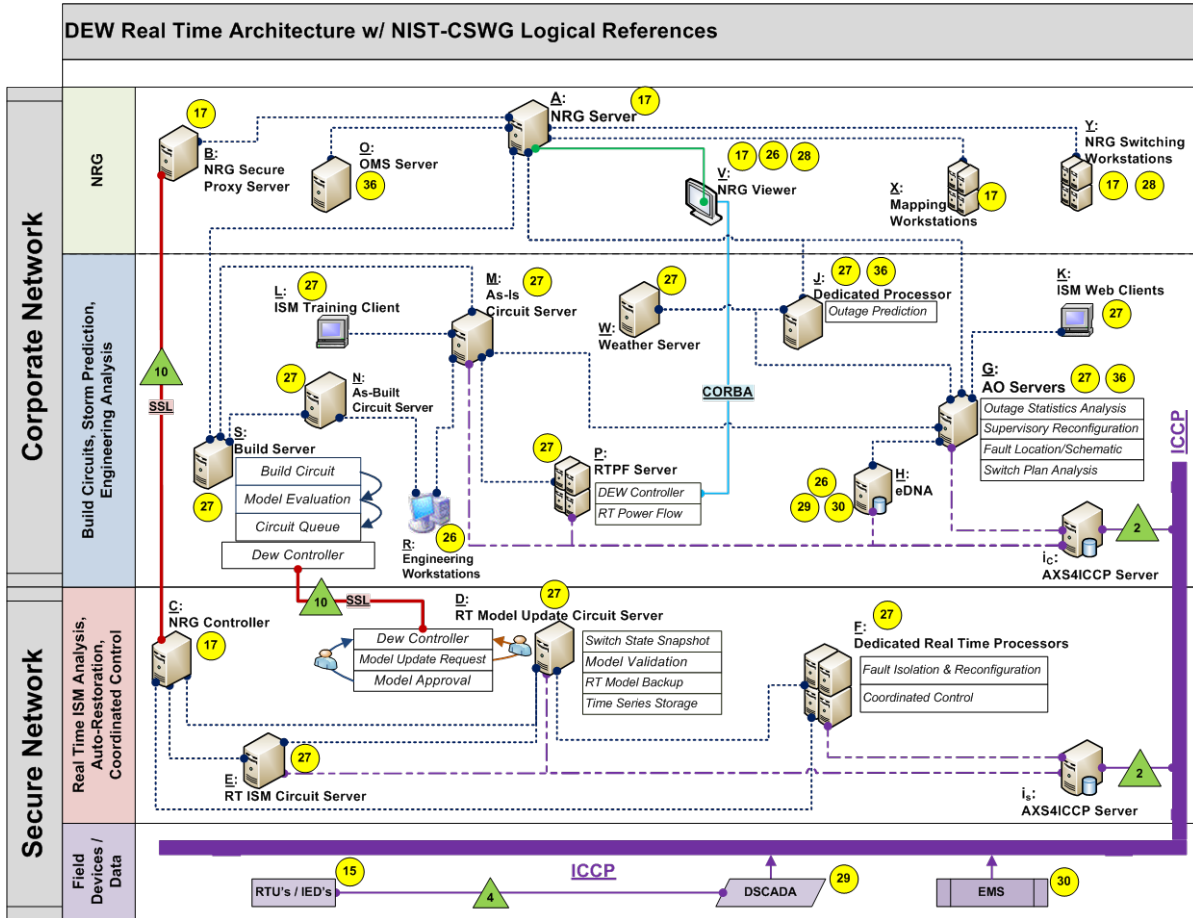 DEW Real Time Architecture w/ NIST-CSWG Logical References
Corporate Network
Secure Network
NRG
Build Circuits, Storm Prediction,
Engineering Analysis
Real Time ISM Analysis,
Auto-Restoration,
Coordinated Control
Field
Devices /
Data
17
B:
NRG Secure
Proxy Server
O:
OMS Server
36
A:
NRG Server
17
17
26
28
V:
NRG Viewer
X:
Mapping
Workstations
17
Y:
NRG Switching
Workstations
17
28
10
SSL
L:
ISM Training Client
27
M:
As-Is
Circuit Server
27
27
W:
Weather Server
27
36
J:
Dedicated Processor
Outage Prediction
K:
ISM Web Clients
27
27
N:
As-Built
Circuit Server
CORBA
G:
AO Servers
27
36
Outage Statistics Analysis
Supervisory Reconfiguration
Fault Location/Schematic
Switch Plan Analysis
ICCP
S:
Build Server
27
Build Circuit
Model Evaluation
Circuit Queue
Dew Controller
R:
Engineering
Workstations
26
27
P:
RTPF Server
DEW Controller
RT Power Flow
26
29
30
H:
eDNA
2
ic:
AXS4ICCP Server
10
SSL
C:
NRG Controller
17
D:
RT Model Update Circuit Server
27
Dew Controller
Model Update Request
Model Approval
Switch State Snapshot
Model Validation
RT Model Backup
Time Series Storage
27
F:
Dedicated Real Time Processors
Fault Isolation & Reconfiguration
Coordinated Control
27
E:
RT ISM Circuit Server
2
is:
AXS4ICCP Server
ICCP
RTU's / IED's
15
4
DSCADA
29
EMS
30